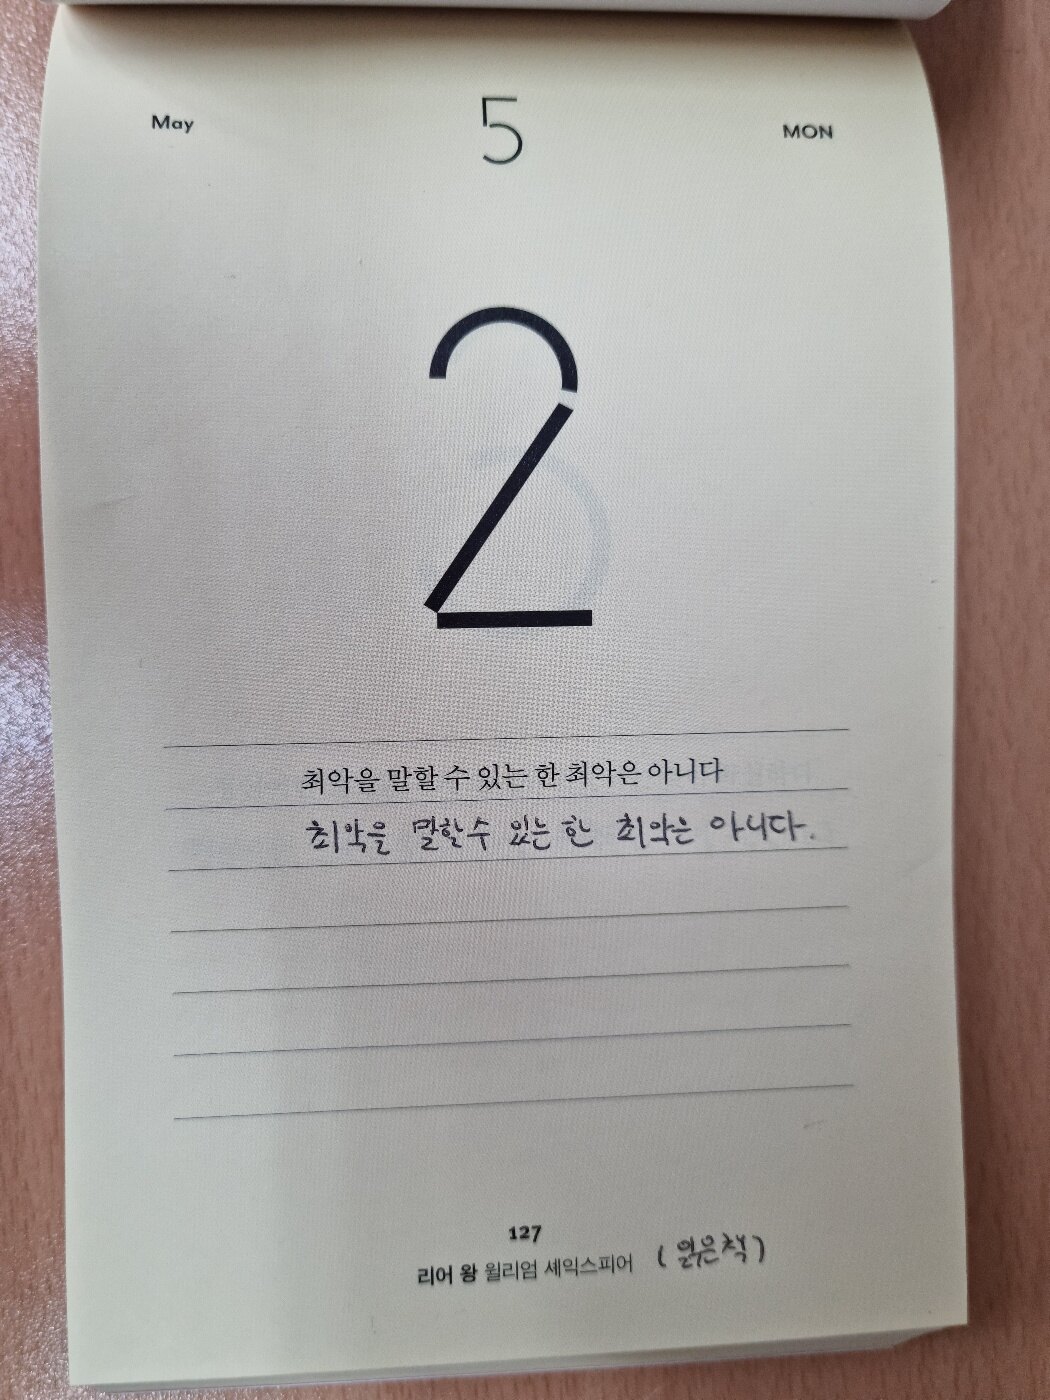 May 5 MON
2
최악을 말할 수 있는 한 최악은 아니다
최악을 말할 수 있는 한 최악은 아니다.
127
리어 왕 윌리엄 셰익스피어 (읽은책)